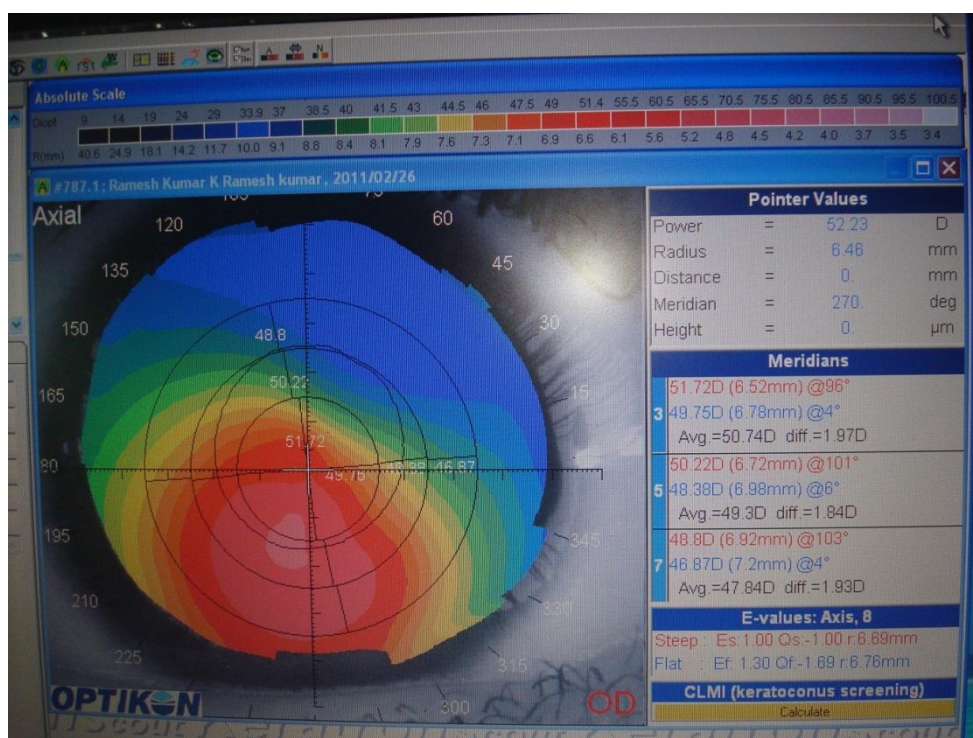 Absolute Scale
Diopt 9 14 19 24 29 33.9 37 38.5 40 41.5 43 44.5 46 47.5 49 51.4 55.5 60.5 65.5 70.5 75.5 80.5 85.5 90.5 95.5 100.5
R(mm) 40.6 24.9 18.1 14.2 11.7 10.0 9.1 8.8 8.4 8.1 7.9 7.6 7.3 7.1 6.9 6.6 6.1 5.6 5.2 4.8 4.5 4.2 4.0 3.7 3.5 3.4
A #787.1; Ramesh Kumar K Ramesh kumar, 2011/02/26
Axial
120
60
135
45
150
48.8
30
165
50.22
15
51.72
80
49.75 48.38 46.87
195
345
210
330
225
315
300
OPTIKON
OD
Pointer Values
Power = 52.23 D
Radius = 6.46 mm
Distance = 0. mm
Meridian = 270. deg
Height = 0. µm
Meridians
51.72D (6.52mm) @96°
3 49.75D (6.78mm) @4°
Avg.=50.74D diff.=1.97D
50.22D (6.72mm) @101°
5 48.38D (6.98mm) @6°
Avg.=49.3D diff.=1.84D
48.8D (6.92mm) @103°
7 46.87D (7.2mm) @4°
Avg.=47.84D diff.=1.93D
E-values: Axis, 8
Steep : Es:1.00 Qs:-1.00 r:6.69mm
Flat : Ef: 1.30 Qf:-1.69 r:6.76mm
CLMI (keratoconus screening)
Calculate